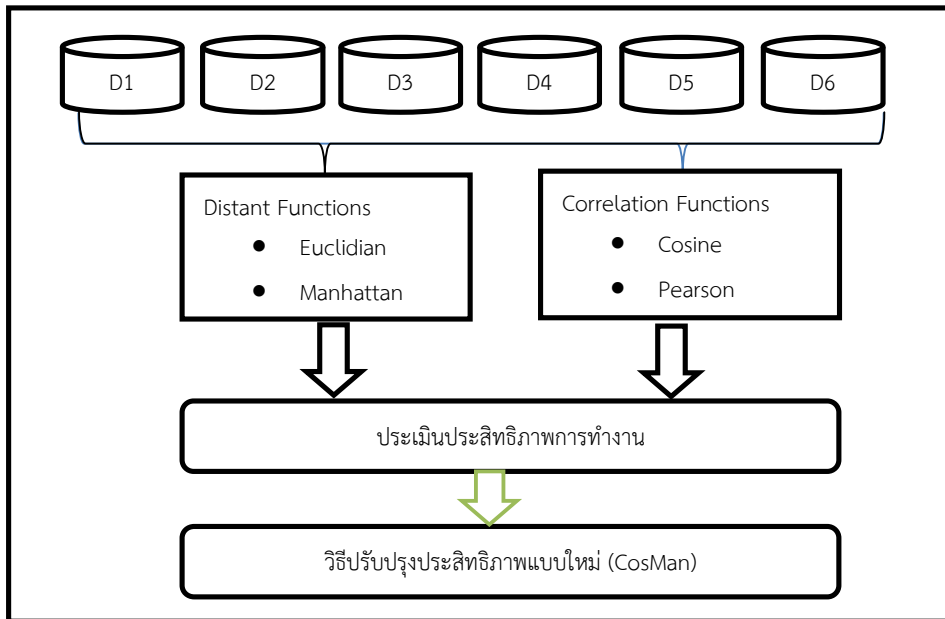 D1 D2 D3 D4 D5 D6
Distant Functions
● Euclidian
● Manhattan
Correlation Functions
● Cosine
● Pearson
ประเมินประสิทธิภาพการทำงาน
วิธีปรับปรุงประสิทธิภาพแบบใหม่ (CosMan)